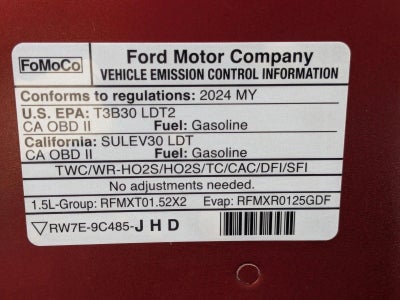 FoMoCo
Ford Motor Company
VEHICLE EMISSION CONTROL INFORMATION
Conforms to regulations: 2024 MY
U.S. EPA: T3B30 LDT2
CA OBD II Fuel: Gasoline
California: SULEV30 LDT
CA OBD II Fuel: Gasoline
TWC/WR-HO2S/HO2S/TC/CAC/DFI/SFI
No adjustments needed.
1.5L-Group: RFMXT01.52X2 Evap: RFMXR0125GDF
RW7E-9C485-JHD